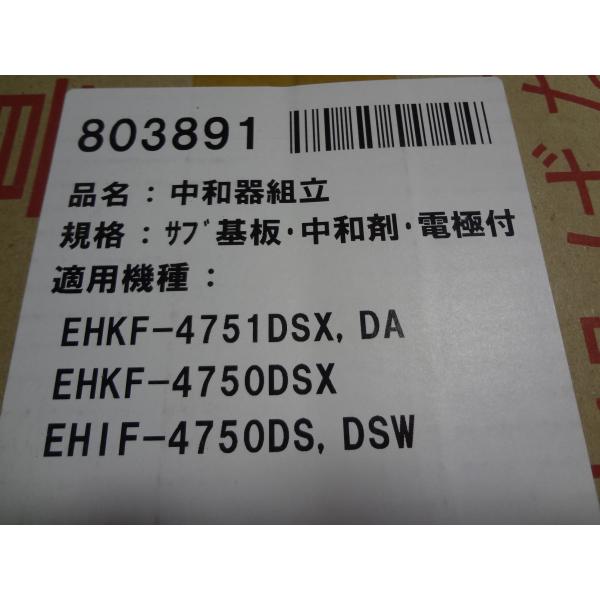 803891
品名：中和器組立
規格：ｻﾌﾞ基板・中和剤・電極付
適用機種：
EHKF-4751DSX, DA
EHKF-4750DSX
EHIF-4750DS, DSW